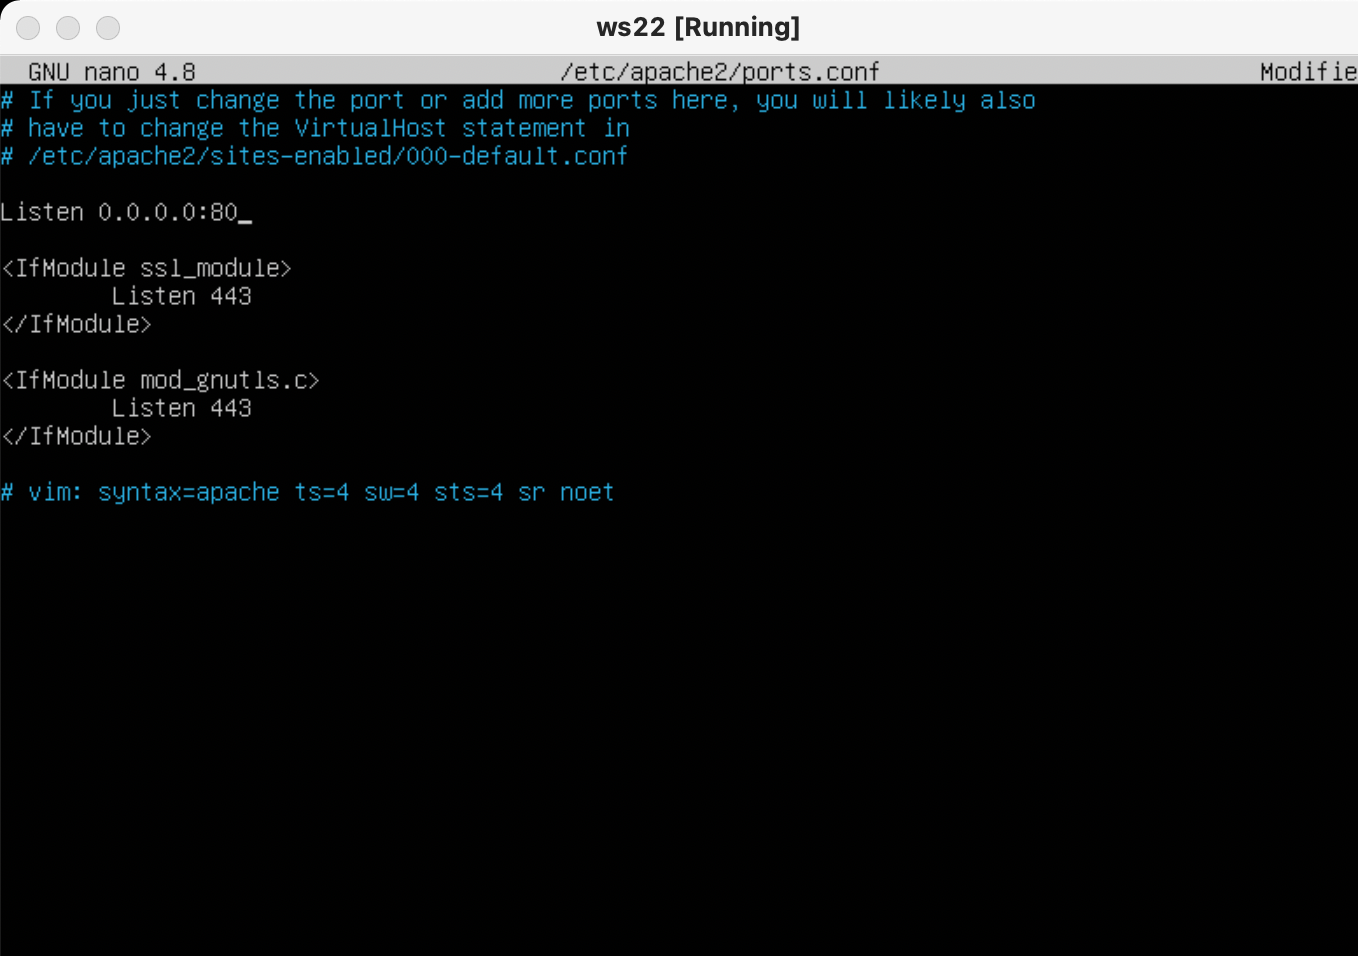 ws22 [Running]
GNU nano 4.8 /etc/apache2/ports.conf Modifie
# If you just change the port or add more ports here, you will likely also
# have to change the VirtualHost statement in
# /etc/apache2/sites-enabled/000-default.conf
Listen 0.0.0.0:80_
<IfModule ssl_module>
Listen 443
</IfModule>
<IfModule mod_gnutls.c>
Listen 443
</IfModule>
# vim: syntax=apache ts=4 sw=4 sts=4 sr noet